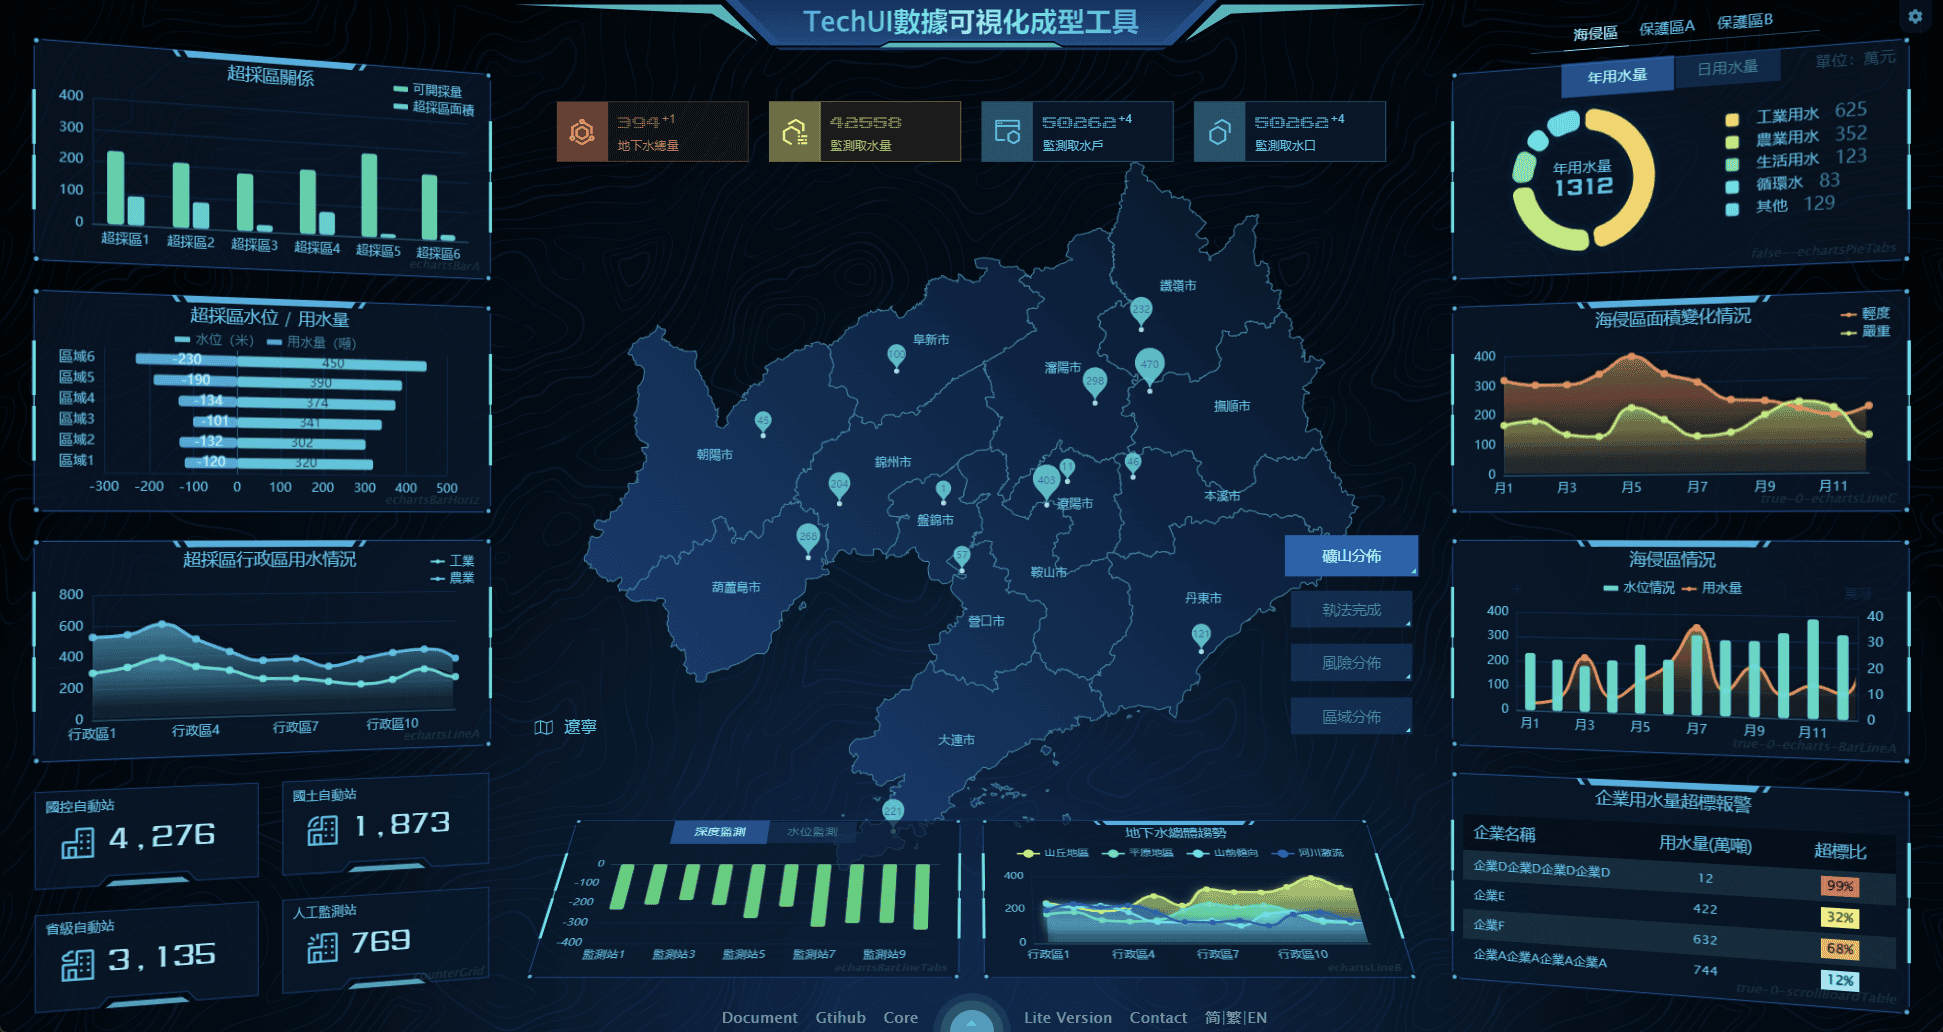 TechUI數據可視化成型工具
超採區關係
可開採量
超採區面積
400
300
200
100
0
超採區1 超採區2 超採區3 超採區4 超採區5 超採區6
echartsBarA
超採區水位 / 用水量
水位（米） 用水量（噸）
區域6 -230 450
區域5 -190 390
區域4 -134 374
區域3 -101 341
區域2 -132 302
區域1 -120 320
-300 -200 -100 0 100 200 300 400 500
echartsBarHoriz
超採區行政區用水情況
工業
農業
800
600
400
200
0
行政區1 行政區4 行政區7 行政區10
echartsLineA
國控自動站
4,276
國土自動站
1,873
省級自動站
3,135
人工監測站
769
CounterGrid
394+1
地下水總量
42558
監測取水量
50262+4
監測取水戶
50262+4
監測取水口
鐵嶺市
232
阜新市
100
瀋陽市
298
470
撫順市
45
朝陽市
錦州市
204
1
盤錦市
403
11
遼陽市
46
本溪市
268
57
鞍山市
葫蘆島市
營口市
丹東市
121
大連市
221
遼寧
礦山分佈
執法完成
風險分佈
區域分佈
深度監測 水位監測
0
-100
-200
-300
-400
監測站1 監測站3 監測站5 監測站7 監測站9
echartsBarLineTabs
地下水總體趨勢
山丘地區 平原地區 山前傾向 河川激流
400
200
0
行政區1 行政區4 行政區7 行政區10
echartsLineB
海侵區 保護區A 保護區B
年用水量 日用水量 單位：萬元
年用水量
1312
工業用水 625
農業用水 352
生活用水 123
循環水 83
其他 129
false--echartsPieTabs
海侵區面積變化情況
輕度
嚴重
400
300
200
100
0
月1 月3 月5 月7 月9 月11
true-0-echartsLineC
海侵區情況
水位情況 用水量
400
300
200
100
0
40
30
20
10
0
月1 月3 月5 月7 月9 月11
true-0-echarts-BarLineA
企業用水量超標報警
企業名稱 用水量(萬噸) 超標比
企業D企業D企業D企業D 12 99%
企業E 422 32%
企業F 632 68%
企業A企業A企業A企業A 744 12%
true-0-scrollBoardTable
Document Gtihub Core Lite Version Contact 简|繁|EN